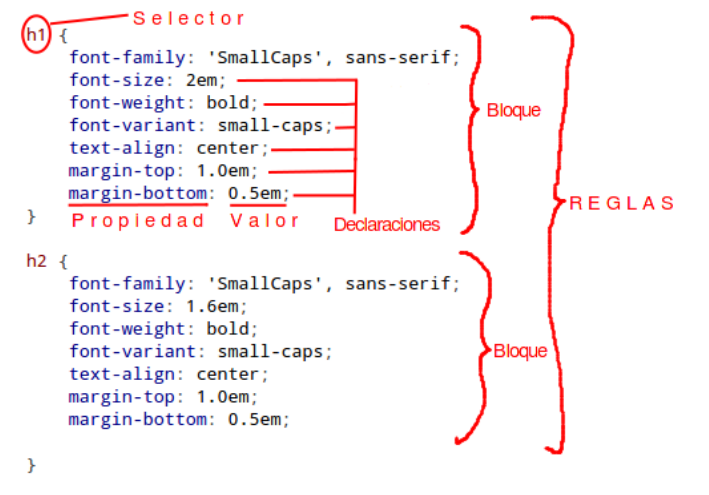 Selector
h1 {
font-family: 'SmallCaps', sans-serif;
font-size: 2em;
font-weight: bold;
Bloque
font-variant: small-caps;
text-align: center;
margin-top: 1.0em;
margin-bottom: 0.5em;
REGLAS
} Propiedad Valor Declaraciones
h2 {
font-family: 'SmallCaps', sans-serif;
font-size: 1.6em;
font-weight: bold;
font-variant: small-caps;
Bloque
text-align: center;
margin-top: 1.0em;
margin-bottom: 0.5em;
}